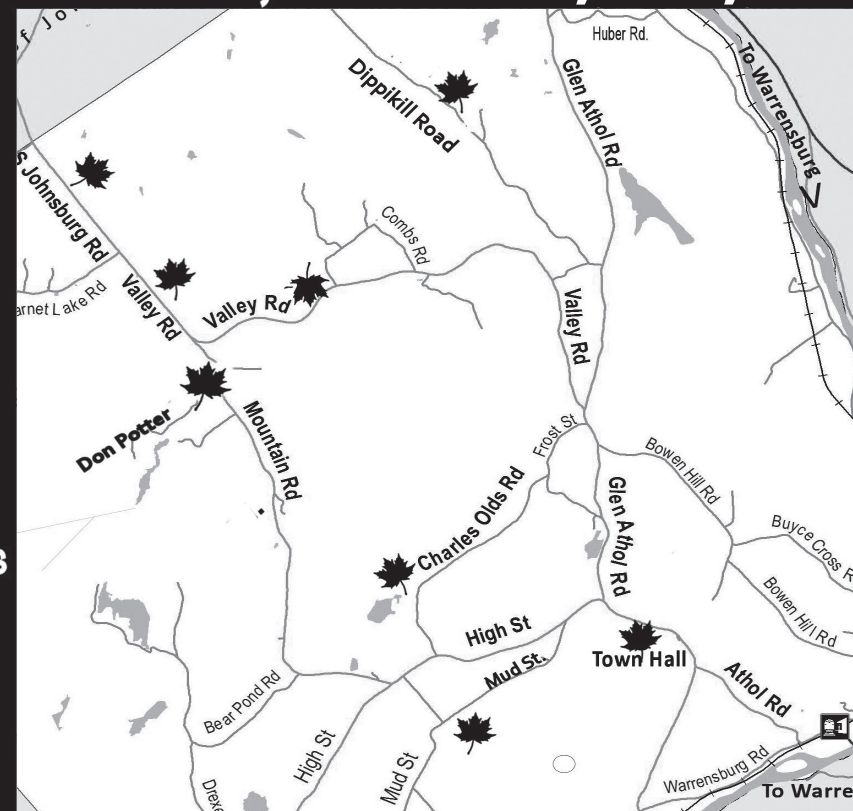 Huber Rd.
To Warrensburg
Glen Athol Rd
Dippikill Road
S Johnsburg Rd
Combs Rd
arnet Lake Rd
Valley Rd
Valley Rd
Valley Rd
Don Potter
Mountain Rd
Frost St
Bowen Hill Rd
Charles Olds Rd
Glen Athol Rd
Buyce Cross R
Bowen Hill Rd
High St
Town Hall
Mud St.
Athol Rd
Bear Pond Rd
High St
Mud St
Warrensburg Rd
Drexe
To Warre